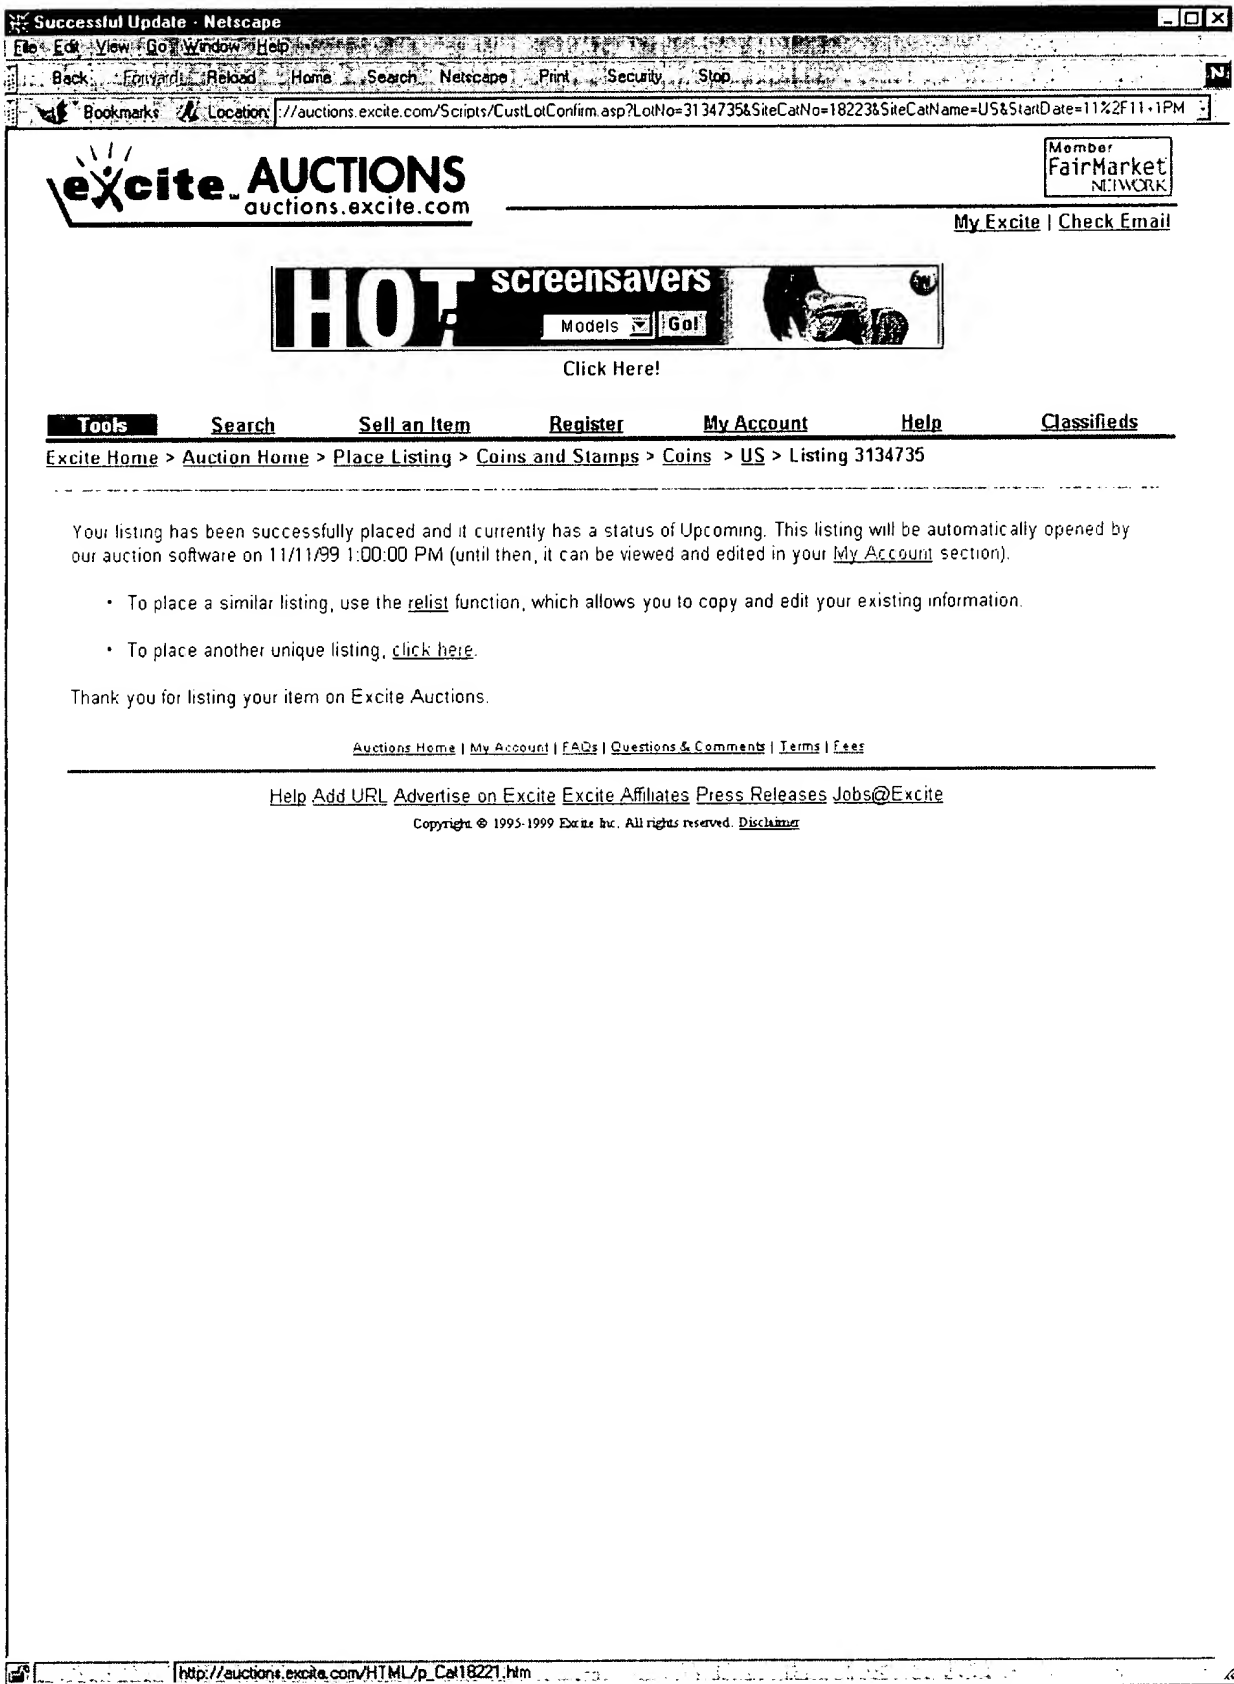 Successful Update - Netscape
File Edit View Go Window Help
Back Forward Reload Home Search Netscape Print Security Stop
N
Bookmarks Location: ://auctions.excite.com/Scripts/CustLotConfirm.asp?LotNo=3134735&SiteCatNo=18223&SiteCatName=US&StartDate=11%2F11+1PM
excite AUCTIONS
auctions.excite.com
Member
FairMarket
NETWORK
My Excite | Check Email
HOT screensavers
Models Go!
Click Here!
Tools Search Sell an Item Register My Account Help Classifieds
Excite Home > Auction Home > Place Listing > Coins and Stamps > Coins > US > Listing 3134735
Your listing has been successfully placed and it currently has a status of Upcoming. This listing will be automatically opened by
our auction software on 11/11/99 1:00:00 PM (until then, it can be viewed and edited in your My Account section).
• To place a similar listing, use the relist function, which allows you to copy and edit your existing information.
• To place another unique listing, click here.
Thank you for listing your item on Excite Auctions.
Auctions Home | My Account | FAQs | Questions & Comments | Terms | Fees
Help Add URL Advertise on Excite Excite Affiliates Press Releases Jobs@Excite
Copyright © 1995-1999 Excite Inc. All rights reserved. Disclaimer
http://auctions.excite.com/HTML/p_Cat18221.htm